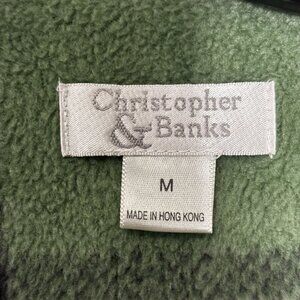 Christopher
& Banks
M
MADE IN HONG KONG